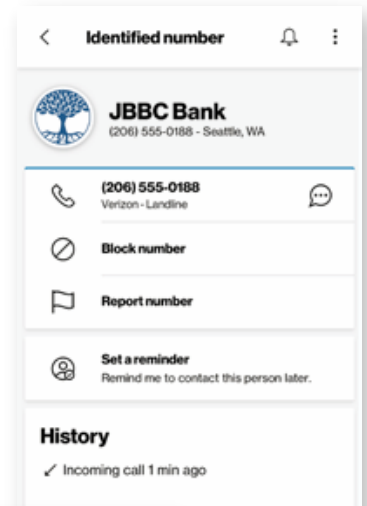 Identified number
JBBC Bank
(206) 555-0188 - Seattle, WA
(206) 555-0188
Verizon - Landline
Block number
Report number
Set a reminder
Remind me to contact this person later.
History
Incoming call 1 min ago